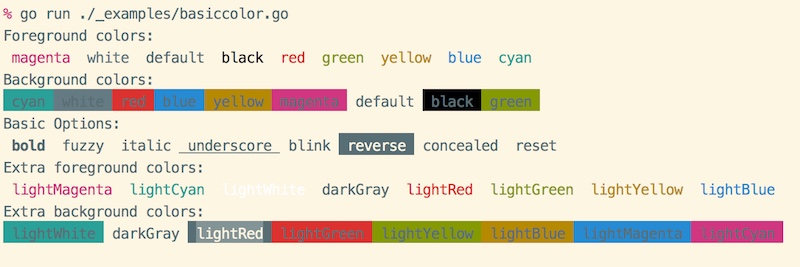 % go run ./_examples/basiccolor.go
Foreground colors:
magenta white default black red green yellow blue cyan
Background colors:
cyan white red blue yellow magenta default black green
Basic Options:
bold fuzzy italic underscore blink reverse concealed reset
Extra foreground colors:
lightMagenta lightCyan lightWhite darkGray lightRed lightGreen lightYellow lightBlue
Extra background colors:
lightWhite darkGray lightRed lightGreen lightYellow lightBlue lightMagenta lightCyan